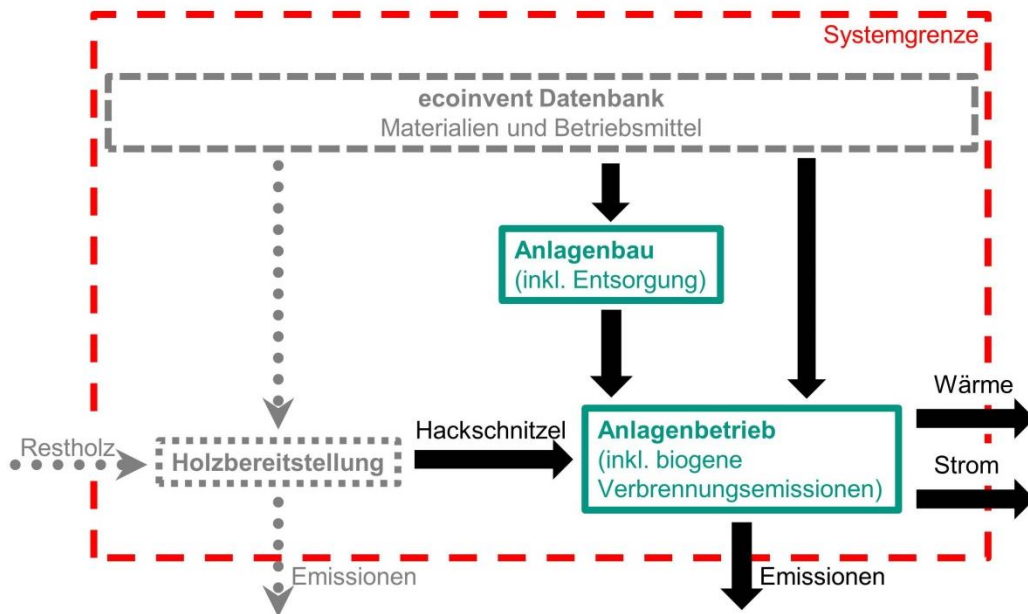 Systemgrenze
ecoinvent Datenbank
Materialien und Betriebsmittel
Anlagenbau
(inkl. Entsorgung)
Wärme
Restholz
Holzbereitstellung
Hackschnitzel
Anlagenbetrieb
(inkl. biogene
Verbrennungsemissionen)
Strom
Emissionen
Emissionen